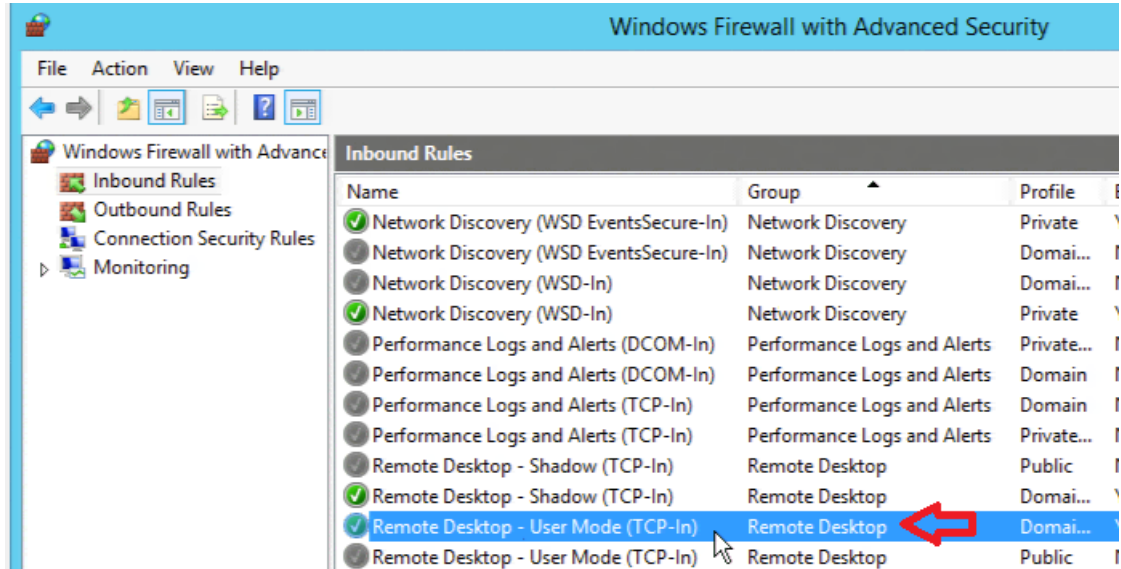 Windows Firewall with Advanced Security
File Action View Help
Windows Firewall with Advance
Inbound Rules
Outbound Rules
Connection Security Rules
Monitoring
Inbound Rules
Name Group Profile
Network Discovery (WSD EventsSecure-In) Network Discovery Private
Network Discovery (WSD EventsSecure-In) Network Discovery Domai...
Network Discovery (WSD-In) Network Discovery Domai...
Network Discovery (WSD-In) Network Discovery Private
Performance Logs and Alerts (DCOM-In) Performance Logs and Alerts Private...
Performance Logs and Alerts (DCOM-In) Performance Logs and Alerts Domain
Performance Logs and Alerts (TCP-In) Performance Logs and Alerts Domain
Performance Logs and Alerts (TCP-In) Performance Logs and Alerts Private...
Remote Desktop - Shadow (TCP-In) Remote Desktop Public
Remote Desktop - Shadow (TCP-In) Remote Desktop Domai...
Remote Desktop - User Mode (TCP-In) Remote Desktop Domai...
Remote Desktop - User Mode (TCP-In) Remote Desktop Public